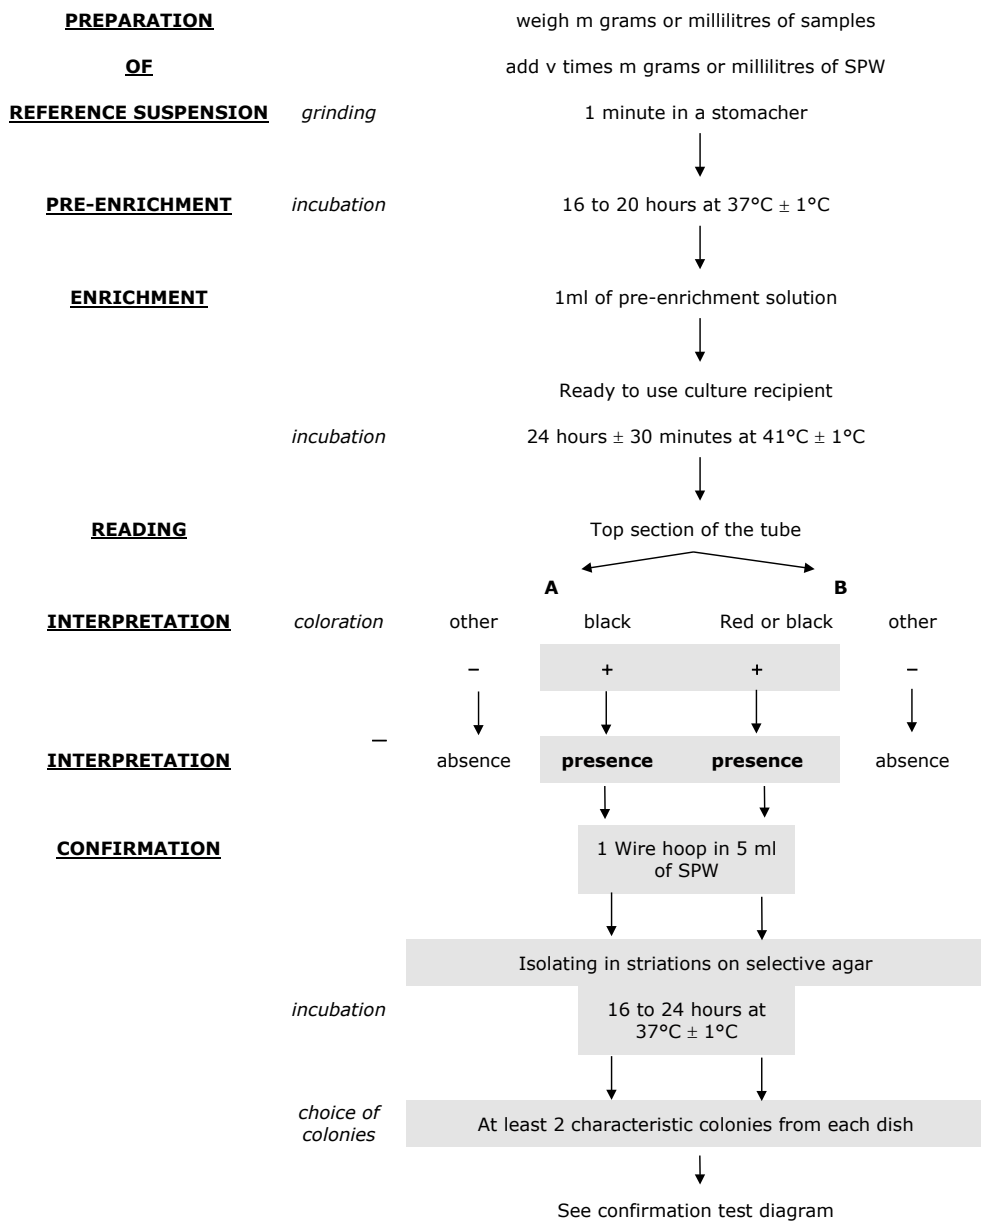 PREPARATION weigh m grams or millilitres of samples
OF add v times m grams or millilitres of SPW
REFERENCE SUSPENSION grinding 1 minute in a stomacher
PRE-ENRICHMENT incubation 16 to 20 hours at 37°C ± 1°C
ENRICHMENT 1ml of pre-enrichment solution
Ready to use culture recipient
incubation 24 hours ± 30 minutes at 41°C ± 1°C
READING Top section of the tube
A B
INTERPRETATION coloration other black Red or black other
– + + –
–
INTERPRETATION absence presence presence absence
CONFIRMATION 1 Wire hoop in 5 ml
of SPW
Isolating in striations on selective agar
incubation 16 to 24 hours at
37°C ± 1°C
choice of
colonies At least 2 characteristic colonies from each dish
See confirmation test diagram